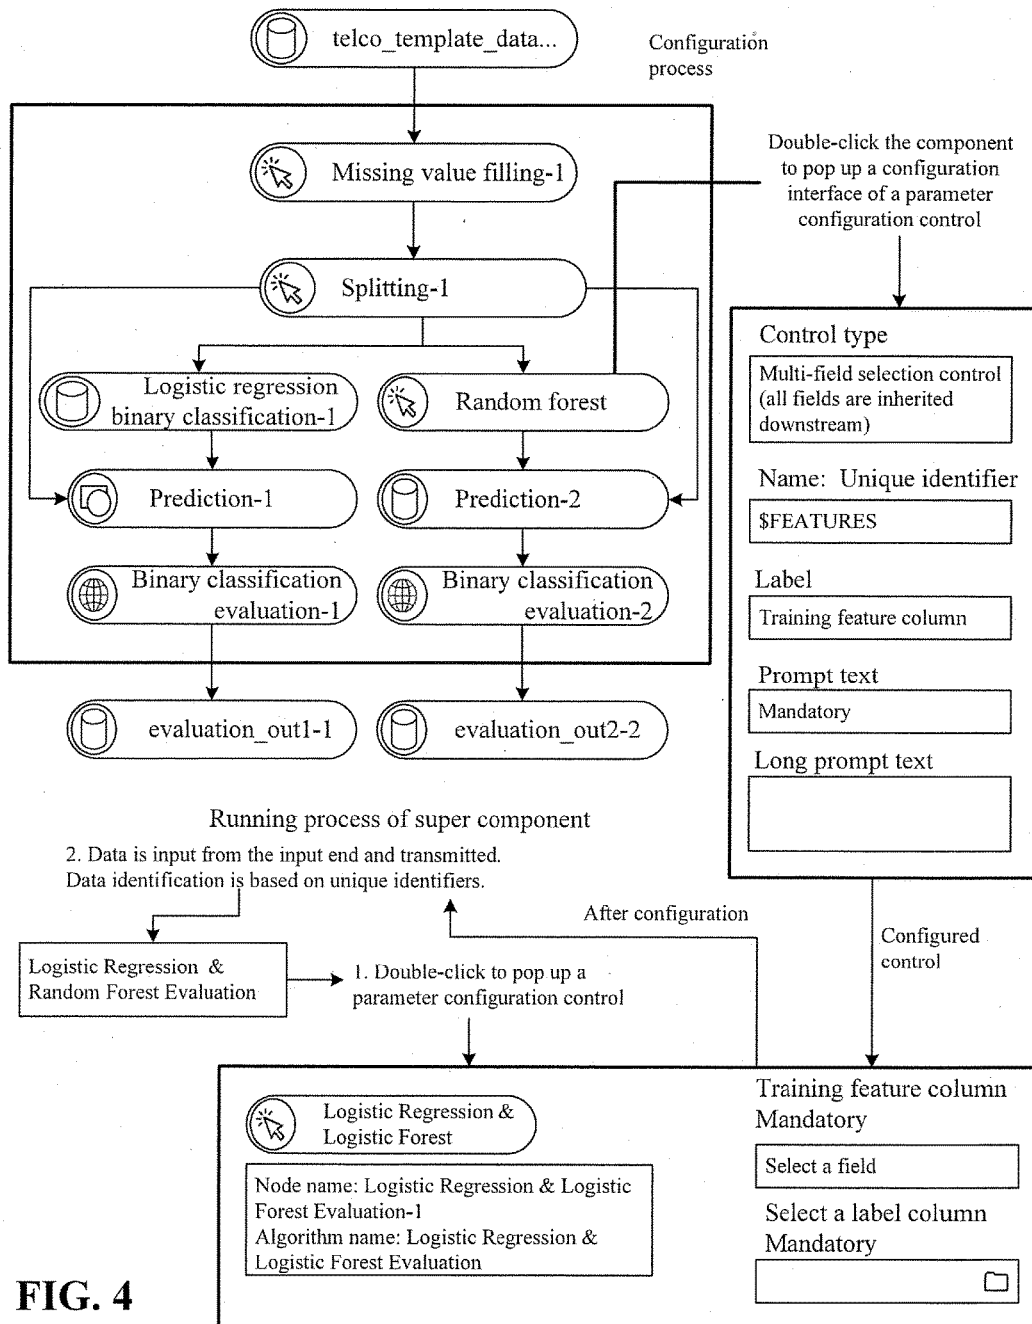 telco_template_data...
Configuration
process
Missing value filling-1
Double-click the component
to pop up a configuration
interface of a parameter
configuration control
Splitting-1
Logistic regression
binary classification-1
Random forest
Prediction-1
Prediction-2
Binary classification
evaluation-1
Binary classification
evaluation-2
evaluation_out1-1
evaluation_out2-2
Control type
Multi-field selection control
(all fields are inherited
downstream)
Name: Unique identifier
$FEATURES
Label
Training feature column
Prompt text
Mandatory
Long prompt text
Running process of super component
2. Data is input from the input end and transmitted.
Data identification is based on unique identifiers.
After configuration
Configured
control
Logistic Regression &
Random Forest Evaluation
1. Double-click to pop up a
parameter configuration control
Logistic Regression &
Logistic Forest
Node name: Logistic Regression & Logistic
Forest Evaluation-1
Algorithm name: Logistic Regression &
Logistic Forest Evaluation
Training feature column
Mandatory
Select a field
Select a label column
Mandatory
FIG. 4